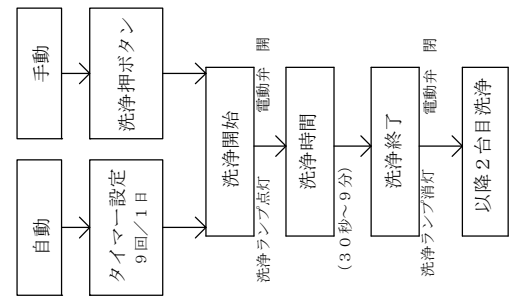 手動
洗浄押ボタン
自動
タイマー設定
9回/1日
洗浄開始
洗浄ランプ点灯
電動弁 開
洗浄時間
(30秒～9分)
洗浄終了
洗浄ランプ消灯
電動弁 閉
以降2台目洗浄